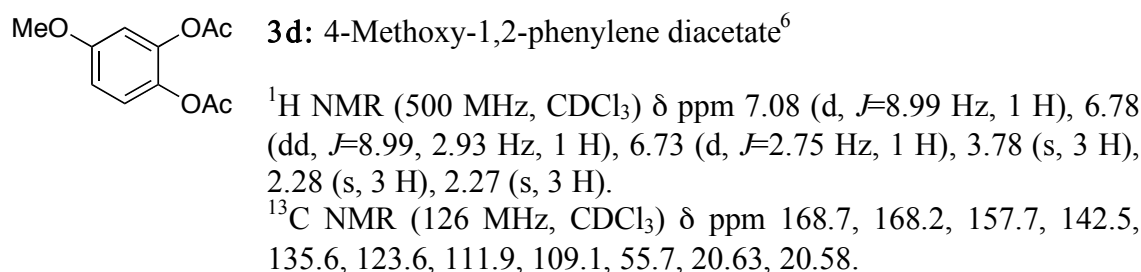 MeO
OAc
OAc
3d: 4-Methoxy-1,2-phenylene diacetate⁶
¹H NMR (500 MHz, CDCl₃) δ ppm 7.08 (d, J=8.99 Hz, 1 H), 6.78
(dd, J=8.99, 2.93 Hz, 1 H), 6.73 (d, J=2.75 Hz, 1 H), 3.78 (s, 3 H),
2.28 (s, 3 H), 2.27 (s, 3 H).
¹³C NMR (126 MHz, CDCl₃) δ ppm 168.7, 168.2, 157.7, 142.5,
135.6, 123.6, 111.9, 109.1, 55.7, 20.63, 20.58.